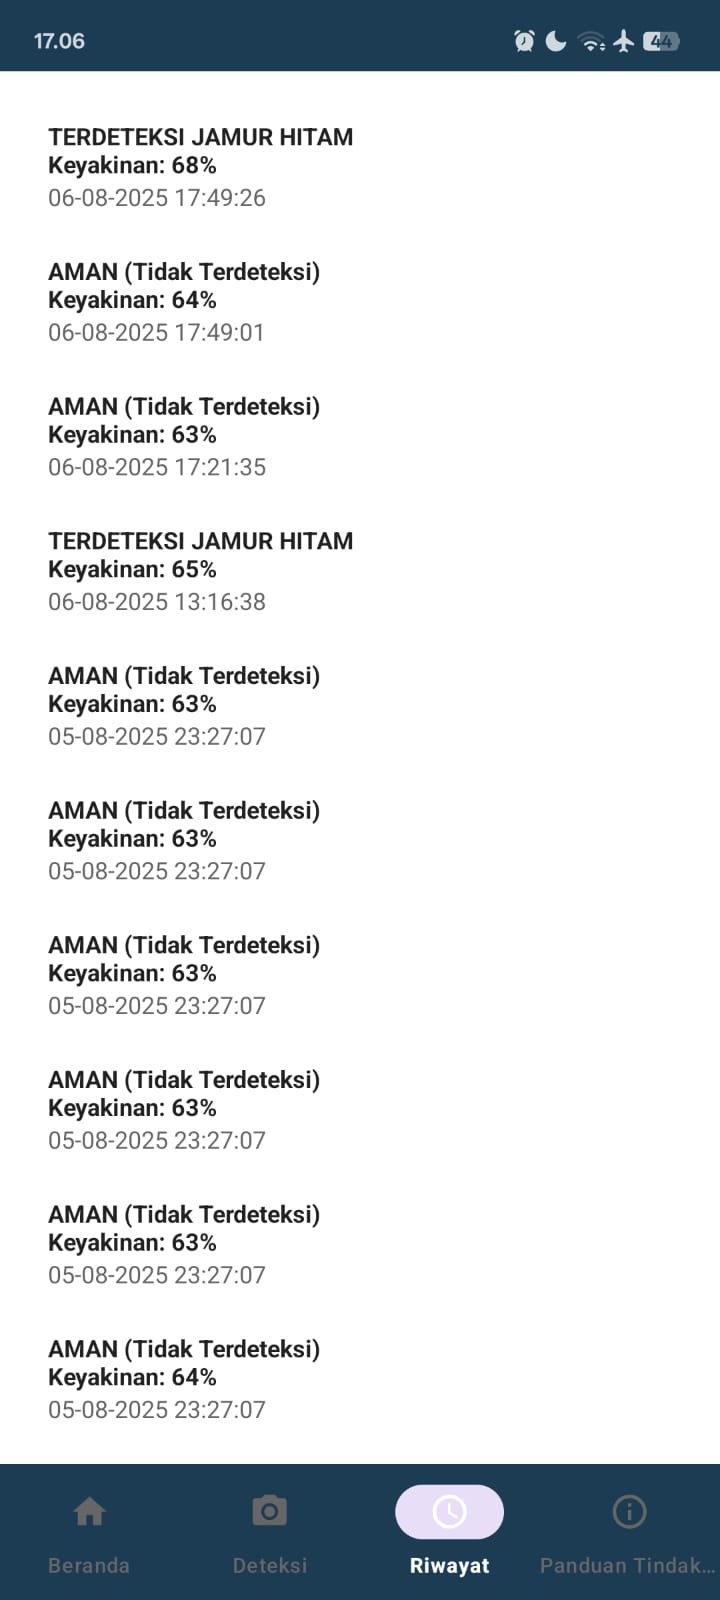 17.06
44
TERDETEKSI JAMUR HITAM
Keyakinan: 68%
06-08-2025 17:49:26
AMAN (Tidak Terdeteksi)
Keyakinan: 64%
06-08-2025 17:49:01
AMAN (Tidak Terdeteksi)
Keyakinan: 63%
06-08-2025 17:21:35
TERDETEKSI JAMUR HITAM
Keyakinan: 65%
06-08-2025 13:16:38
AMAN (Tidak Terdeteksi)
Keyakinan: 63%
05-08-2025 23:27:07
AMAN (Tidak Terdeteksi)
Keyakinan: 63%
05-08-2025 23:27:07
AMAN (Tidak Terdeteksi)
Keyakinan: 63%
05-08-2025 23:27:07
AMAN (Tidak Terdeteksi)
Keyakinan: 63%
05-08-2025 23:27:07
AMAN (Tidak Terdeteksi)
Keyakinan: 63%
05-08-2025 23:27:07
AMAN (Tidak Terdeteksi)
Keyakinan: 64%
05-08-2025 23:27:07
Beranda
Deteksi
Riwayat
Panduan Tindak...